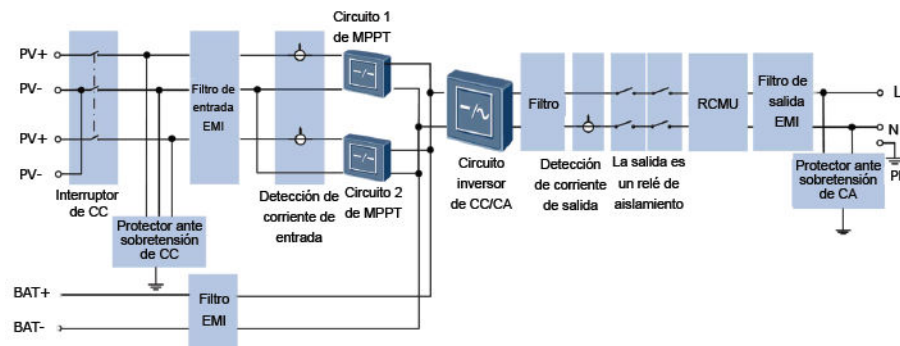 PV+
PV-
PV+
PV-
Interruptor
de CC
Protector ante
sobretensión
de CC
Filtro de
entrada
EMI
Detección de
corriente de
entrada
Circuito 1
de MPPT
Circuito 2
de MPPT
BAT+
BAT-
Filtro
EMI
Circuito
inversor
de CC/CA
Filtro
Detección
de corriente
de salida
La salida es
un relé de
aislamiento
RCMU
Filtro de
salida
EMI
Protector ante
sobretensión
de CA
L
N